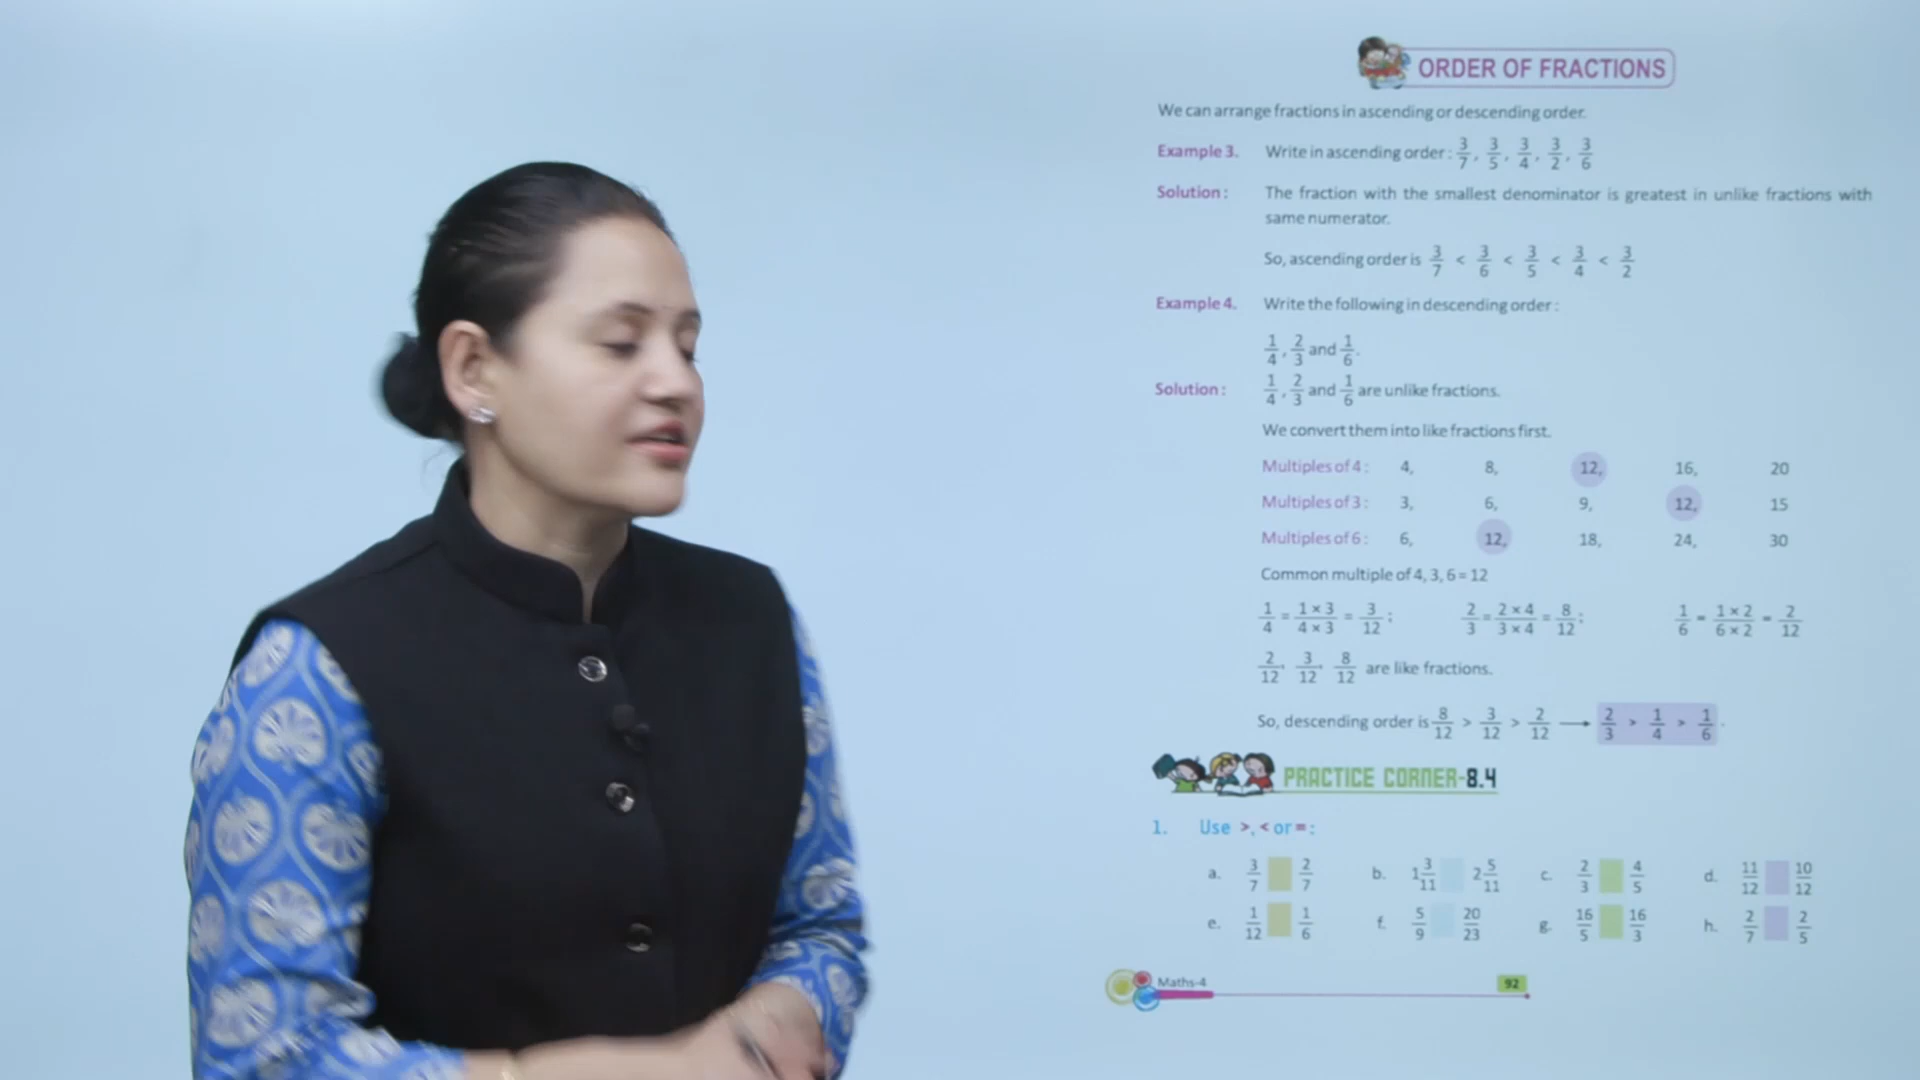 ORDER OF FRACTIONS
We can arrange fractions in ascending or descending order.
Example 3. Write in ascending order : 3/7, 3/5, 3/4, 3/2, 3/6
Solution : The fraction with the smallest denominator is greatest in unlike fractions with
same numerator.
So, ascending order is 3/7 < 3/6 < 3/5 < 3/4 < 3/2
Example 4. Write the following in descending order :
1/4, 2/3 and 1/6.
Solution : 1/4, 2/3 and 1/6 are unlike fractions.
We convert them into like fractions first.
Multiples of 4 : 4, 8, 12, 16, 20
Multiples of 3 : 3, 6, 9, 12, 15
Multiples of 6 : 6, 12, 18, 24, 30
Common multiple of 4, 3, 6 = 12
1/4 = 1 × 3/4 × 3 = 3/12 ; 2/3 = 2 × 4/3 × 4 = 8/12 ; 1/6 = 1 × 2/6 × 2 = 2/12
2/12, 3/12, 8/12 are like fractions.
So, descending order is 8/12 > 3/12 > 2/12 → 2/3 > 1/4 > 1/6.
PRACTICE CORNER-8.4
1. Use >, < or = :
a. 3/7 2/7 b. 1 3/11 2 5/11 c. 2/3 4/5 d. 11/12 10/12
e. 1/12 1/6 f. 5/9 20/23 g. 16/5 16/3 h. 2/7 2/5
Maths-4 92